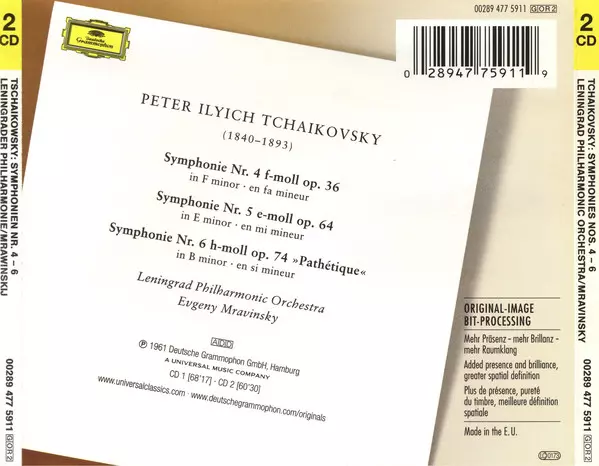 2
CD
TSCHAIKOWSKY: SYMPHONIEN NR. 4 – 6
LENINGRADER PHILHARMONIE/MRAWINSKIJ
00289 477 5911 GOR 2
Deutsche
Grammophon
00289 477 5911 GOR 2
0 28947 75911 9
PETER ILYICH TCHAIKOVSKY
(1840–1893)
Symphonie Nr. 4 f-moll op. 36
in F minor · en fa mineur
Symphonie Nr. 5 e-moll op. 64
in E minor · en mi mineur
Symphonie Nr. 6 h-moll op. 74 »Pathétique«
in B minor · en si mineur
Leningrad Philharmonic Orchestra
Evgeny Mravinsky
ADD
℗ 1961 Deutsche Grammophon GmbH, Hamburg
A UNIVERSAL MUSIC COMPANY
CD 1 [68'17] · CD 2 [60'30]
www.universalclassics.com www.deutschegrammophon.com/originals
ORIGINAL-IMAGE
BIT-PROCESSING
Mehr Präsenz – mehr Brillanz –
mehr Raumklang
Added presence and brilliance,
greater spatial definition
Plus de présence, pureté
du timbre, meilleure définition
spatiale
Made in the E. U.
LC 0173
2
CD
TCHAIKOVSKY: SYMPHONIES NOS. 4 – 6
LENINGRAD PHILHARMONIC ORCHESTRA/MRAVINSKY
00289 477 5911 GOR 2